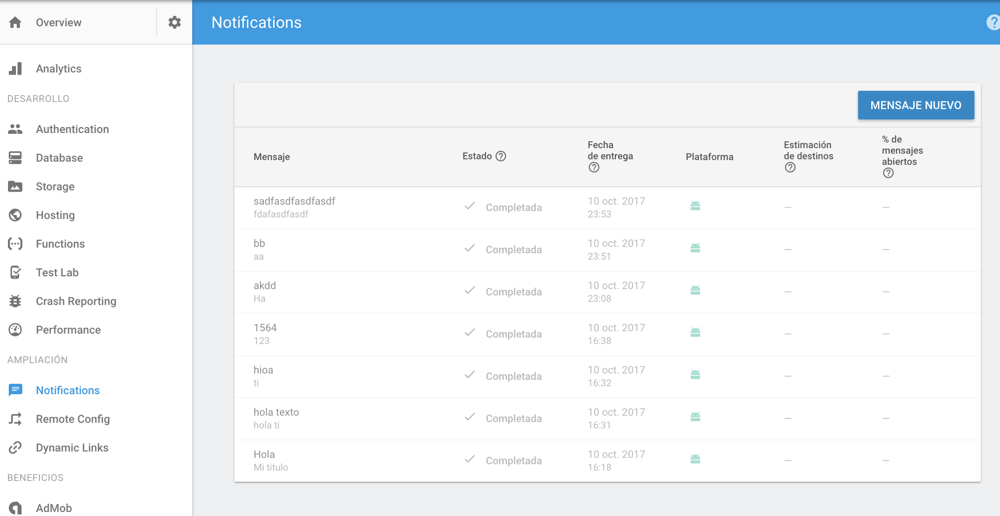 Overview
Notifications
Analytics
DESARROLLO
Authentication
Database
Storage
Hosting
Functions
Test Lab
Crash Reporting
Performance
AMPLIACIÓN
Notifications
Remote Config
Dynamic Links
BENEFICIOS
AdMob
MENSAJE NUEVO
Mensaje
Estado
Fecha
de entrega
Plataforma
Estimación
de destinos
% de
mensajes
abiertos
sadfasdfasdfasdf
fdafasdfasdf
Completada
10 oct. 2017
23:53
—
—
bb
aa
Completada
10 oct. 2017
23:51
—
—
akdd
Ha
Completada
10 oct. 2017
23:08
—
—
1564
123
Completada
10 oct. 2017
16:38
—
—
hioa
ti
Completada
10 oct. 2017
16:32
—
—
hola texto
hola ti
Completada
10 oct. 2017
16:31
—
—
Hola
Mi titulo
Completada
10 oct. 2017
16:18
—
—